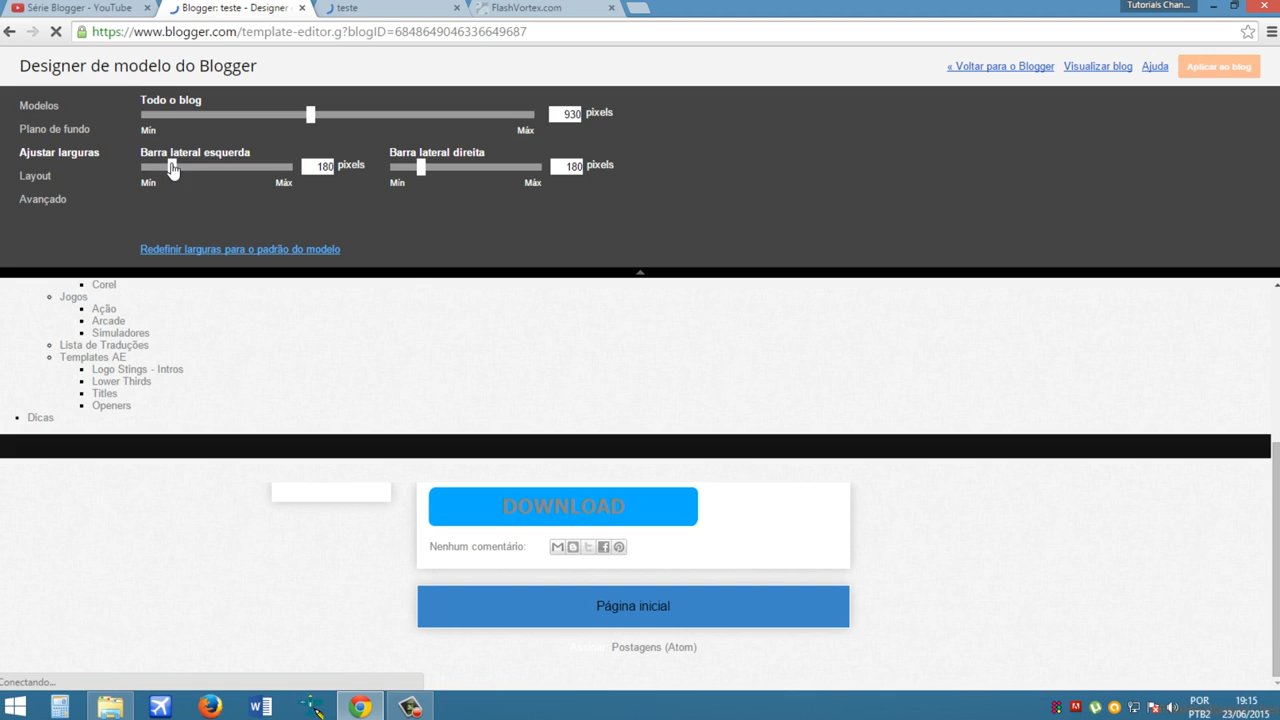 Série Blogger - YouTube
Blogger: teste - Designer
teste
FlashVortex.com
Tutoriais Chan...
https://www.blogger.com/template-editor.g?blogID=6848649046336649687
Designer de modelo do Blogger
« Voltar para o Blogger
Visualizar blog
Ajuda
Aplicar ao blog
Modelos
Plano de fundo
Ajustar larguras
Layout
Avançado
Todo o blog
930 pixels
Mín Máx
Barra lateral esquerda
180 pixels
Mín Máx
Barra lateral direita
180 pixels
Mín Máx
Redefinir larguras para o padrão do modelo
Corel
Jogos
Ação
Arcade
Simuladores
Lista de Traduções
Templates AE
Logo Stings - Intros
Lower Thirds
Titles
Openers
Dicas
DOWNLOAD
Nenhum comentário:
Página inicial
Assinar: Postagens (Atom)
Conectando...
POR
PTB2
19:15
23/06/2015